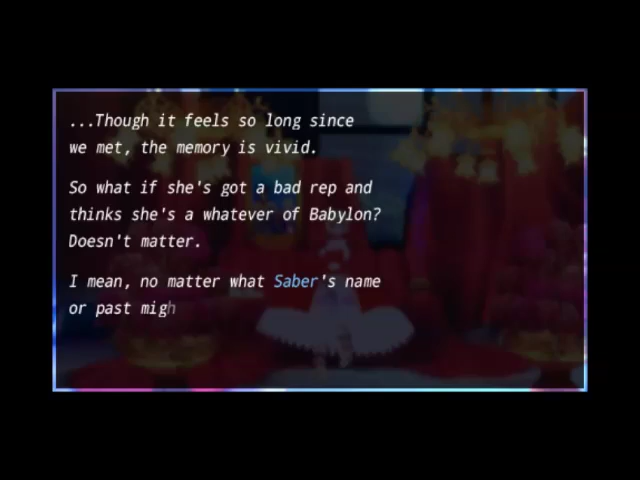 ...Though it feels so long since
we met, the memory is vivid.
So what if she's got a bad rep and
thinks she's a whatever of Babylon?
Doesn't matter.
I mean, no matter what Saber's name
or past migh